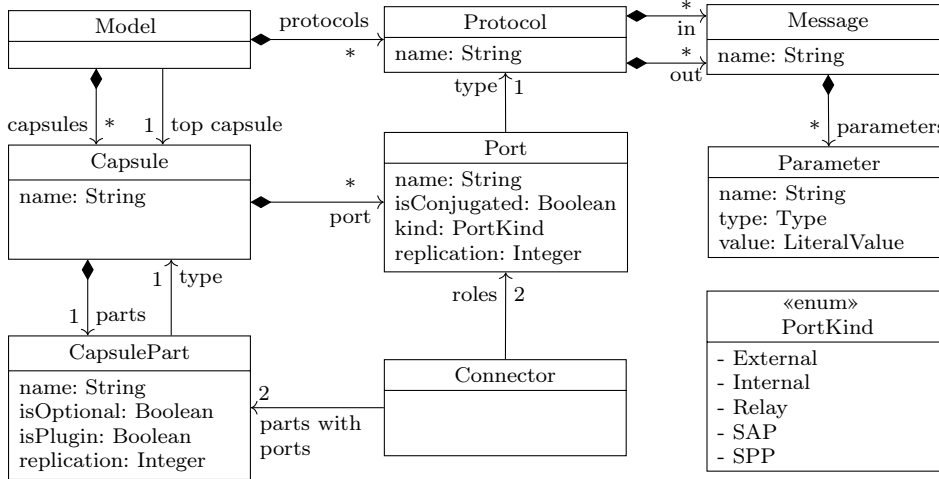 Model
protocols
*
Protocol
name: String
*
in
*
out
Message
name: String
capsules
*
1
top capsule
type
1
*
parameters
Capsule
name: String
*
port
Port
name: String
isConjugated: Boolean
kind: PortKind
replication: Integer
Parameter
name: String
type: Type
value: LiteralValue
1
parts
1
type
roles
2
CapsulePart
name: String
isOptional: Boolean
isPlugin: Boolean
replication: Integer
2
parts with
ports
Connector
«enum»
PortKind
- External
- Internal
- Relay
- SAP
- SPP